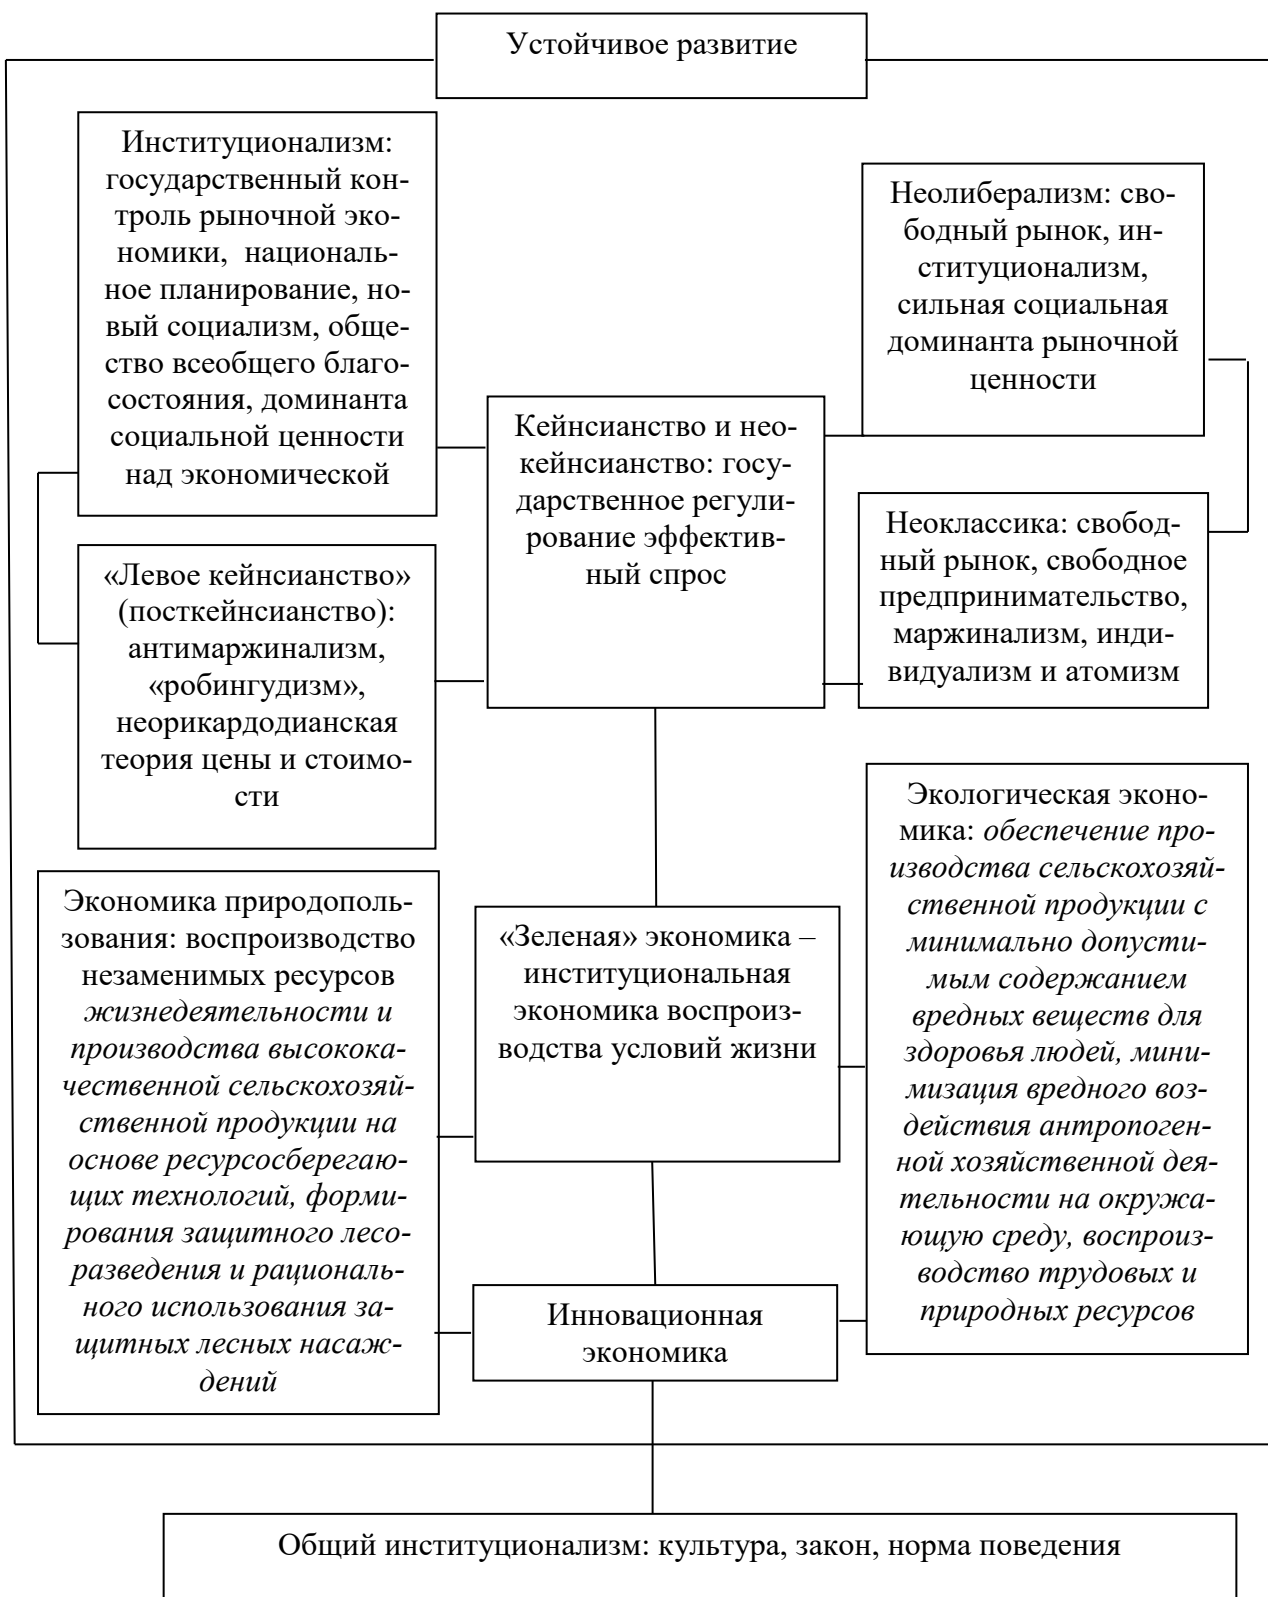 Устойчивое развитие
Институционализм:
государственный кон-
троль рыночной эко-
номики, националь-
ное планирование, но-
вый социализм, обще-
ство всеобщего благо-
состояния, доминанта
социальной ценности
над экономической
Неолиберализм: сво-
бодный рынок, ин-
ституционализм,
сильная социальная
доминанта рыночной
ценности
Кейнсианство и нео-
кейнсианство: госу-
дарственное регули-
рование эффектив-
ный спрос
Неоклассика: свобод-
ный рынок, свободное
предпринимательство,
маржинализм, инди-
видуализм и атомизм
«Левое кейнсианство»
(посткейнсианство):
антимаржинализм,
«робингудизм»,
неорикардодианская
теория цены и стоимо-
сти
Экологическая эконо-
мика: обеспечение про-
изводства сельскохозяй-
ственной продукции с
минимально допусти-
мым содержанием
вредных веществ для
здоровья людей, мини-
мизация вредного воз-
действия антропоген-
ной хозяйственной дея-
тельности на окружа-
ющую среду, воспроиз-
водство трудовых и
природных ресурсов
Экономика природополь-
зования: воспроизводство
незаменимых ресурсов
жизнедеятельности и
производства высокока-
чественной сельскохозяй-
ственной продукции на
основе ресурсосберегаю-
щих технологий, форми-
рования защитного лесо-
разведения и рациональ-
ного использования за-
щитных лесных насаж-
дений
«Зеленая» экономика –
институциональная
экономика воспроиз-
водства условий жизни
Инновационная
экономика
Общий институционализм: культура, закон, норма поведения